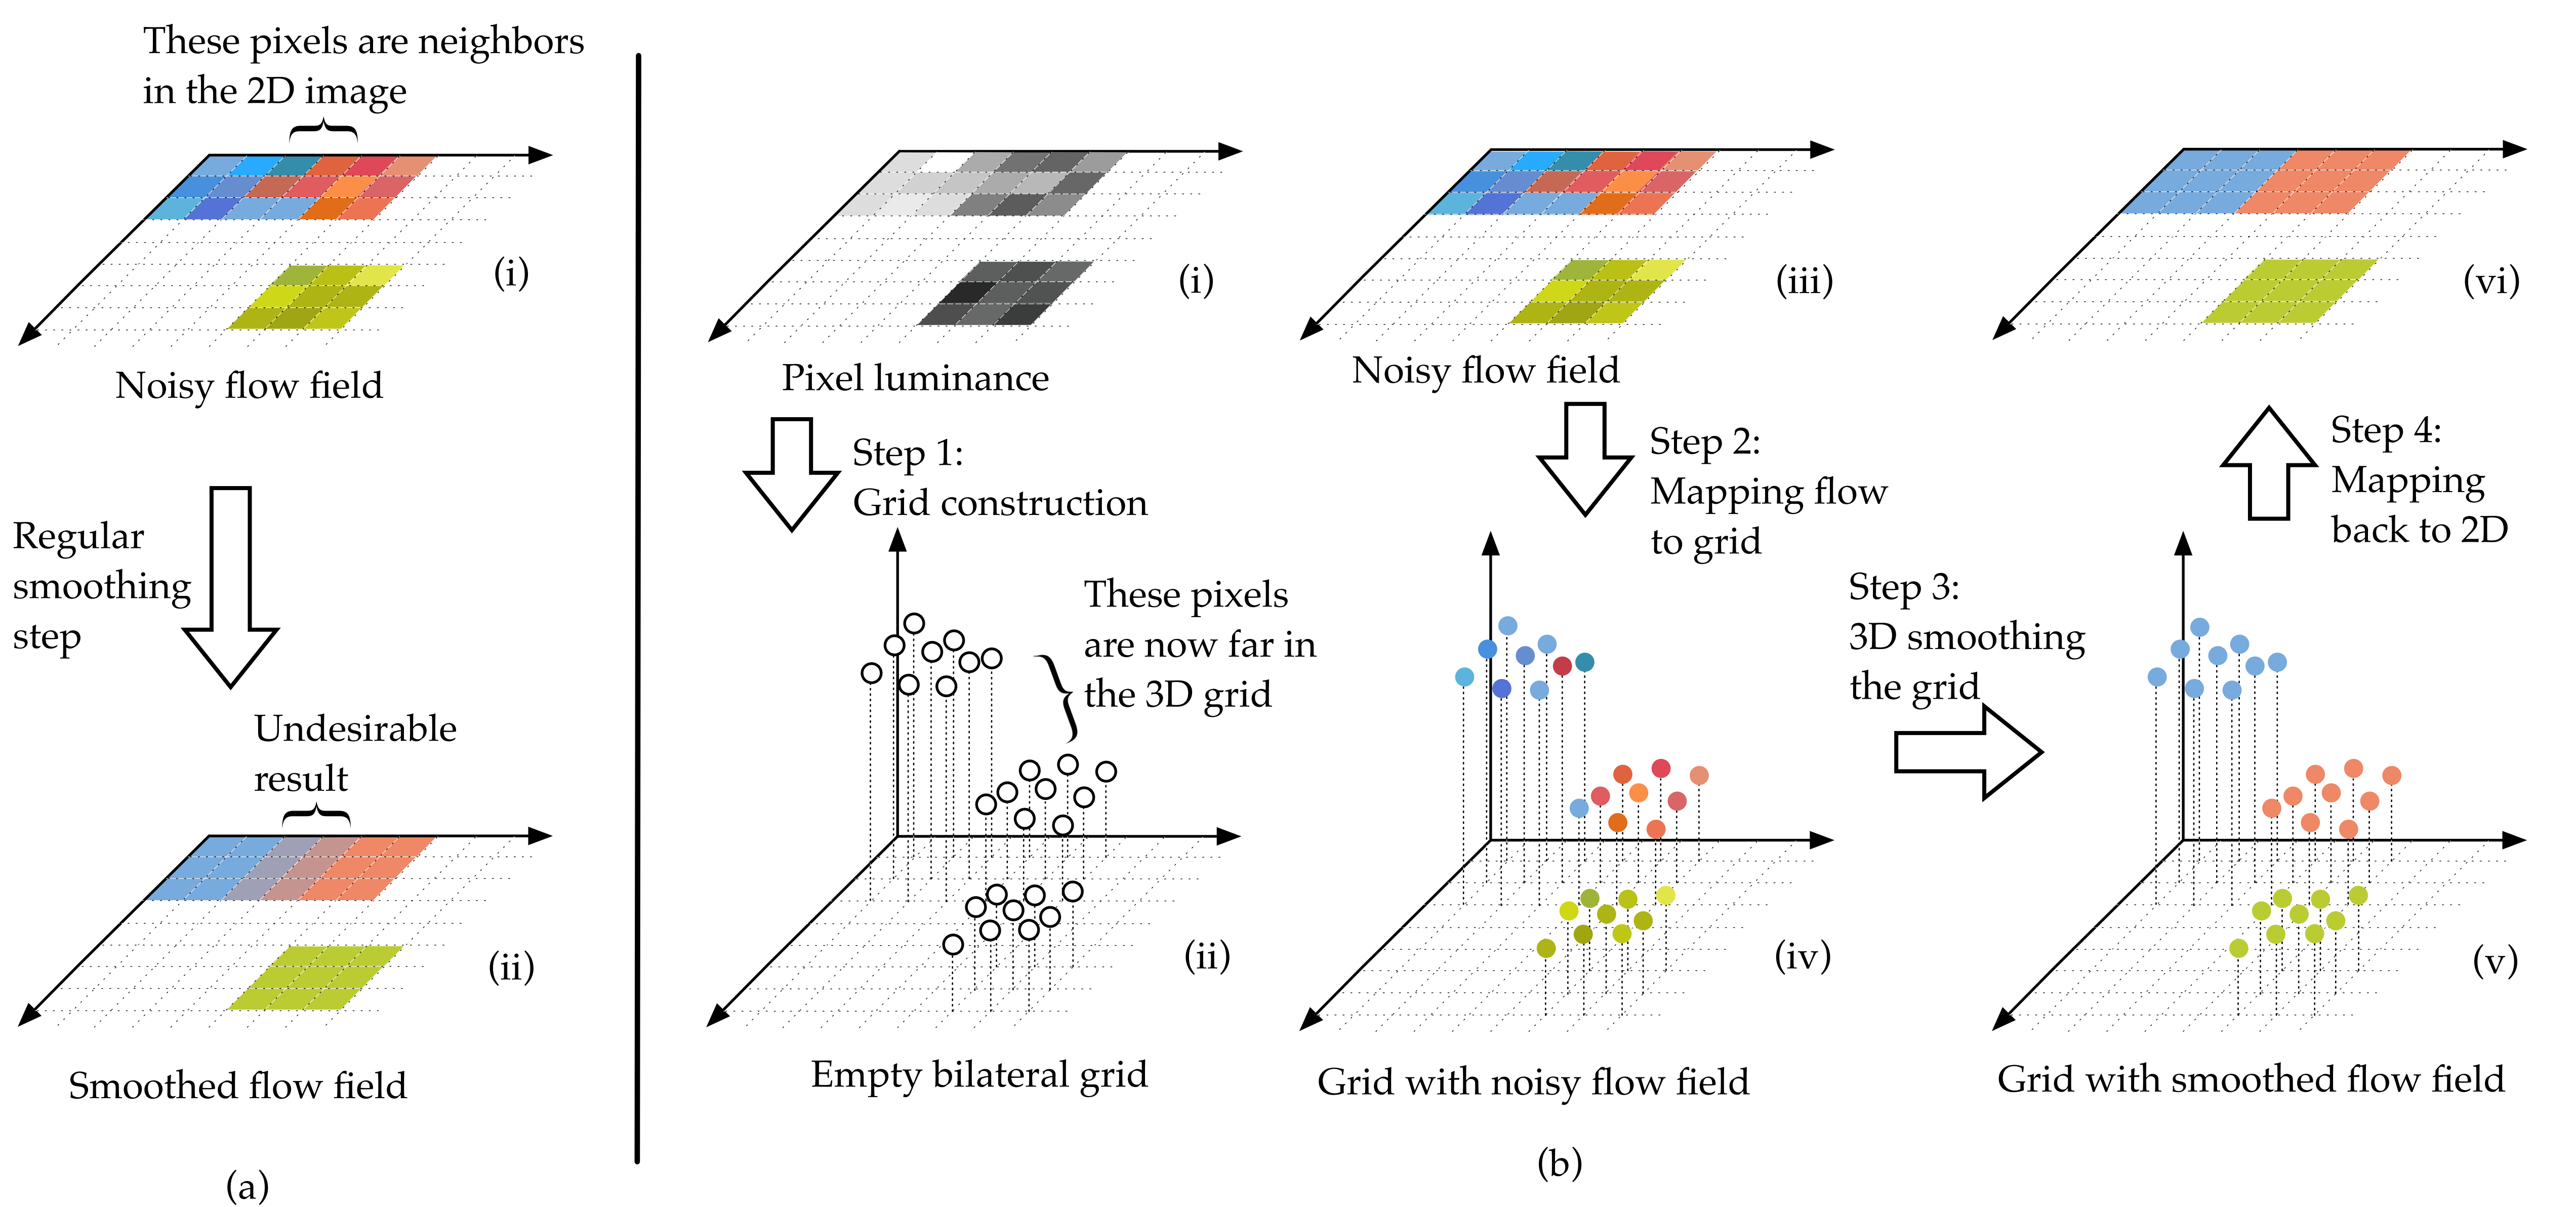 These pixels are neighbors
in the 2D image
(i)
Noisy flow field
Regular
smoothing
step
Undesirable
result
(ii)
Smoothed flow field
(a)
(i)
Pixel luminance
Step 1:
Grid construction
These pixels
are now far in
the 3D grid
(ii)
Empty bilateral grid
(iii)
Noisy flow field
Step 2:
Mapping flow
to grid
(iv)
Grid with noisy flow field
Step 3:
3D smoothing
the grid
(vi)
Step 4:
Mapping
back to 2D
(v)
Grid with smoothed flow field
(b)